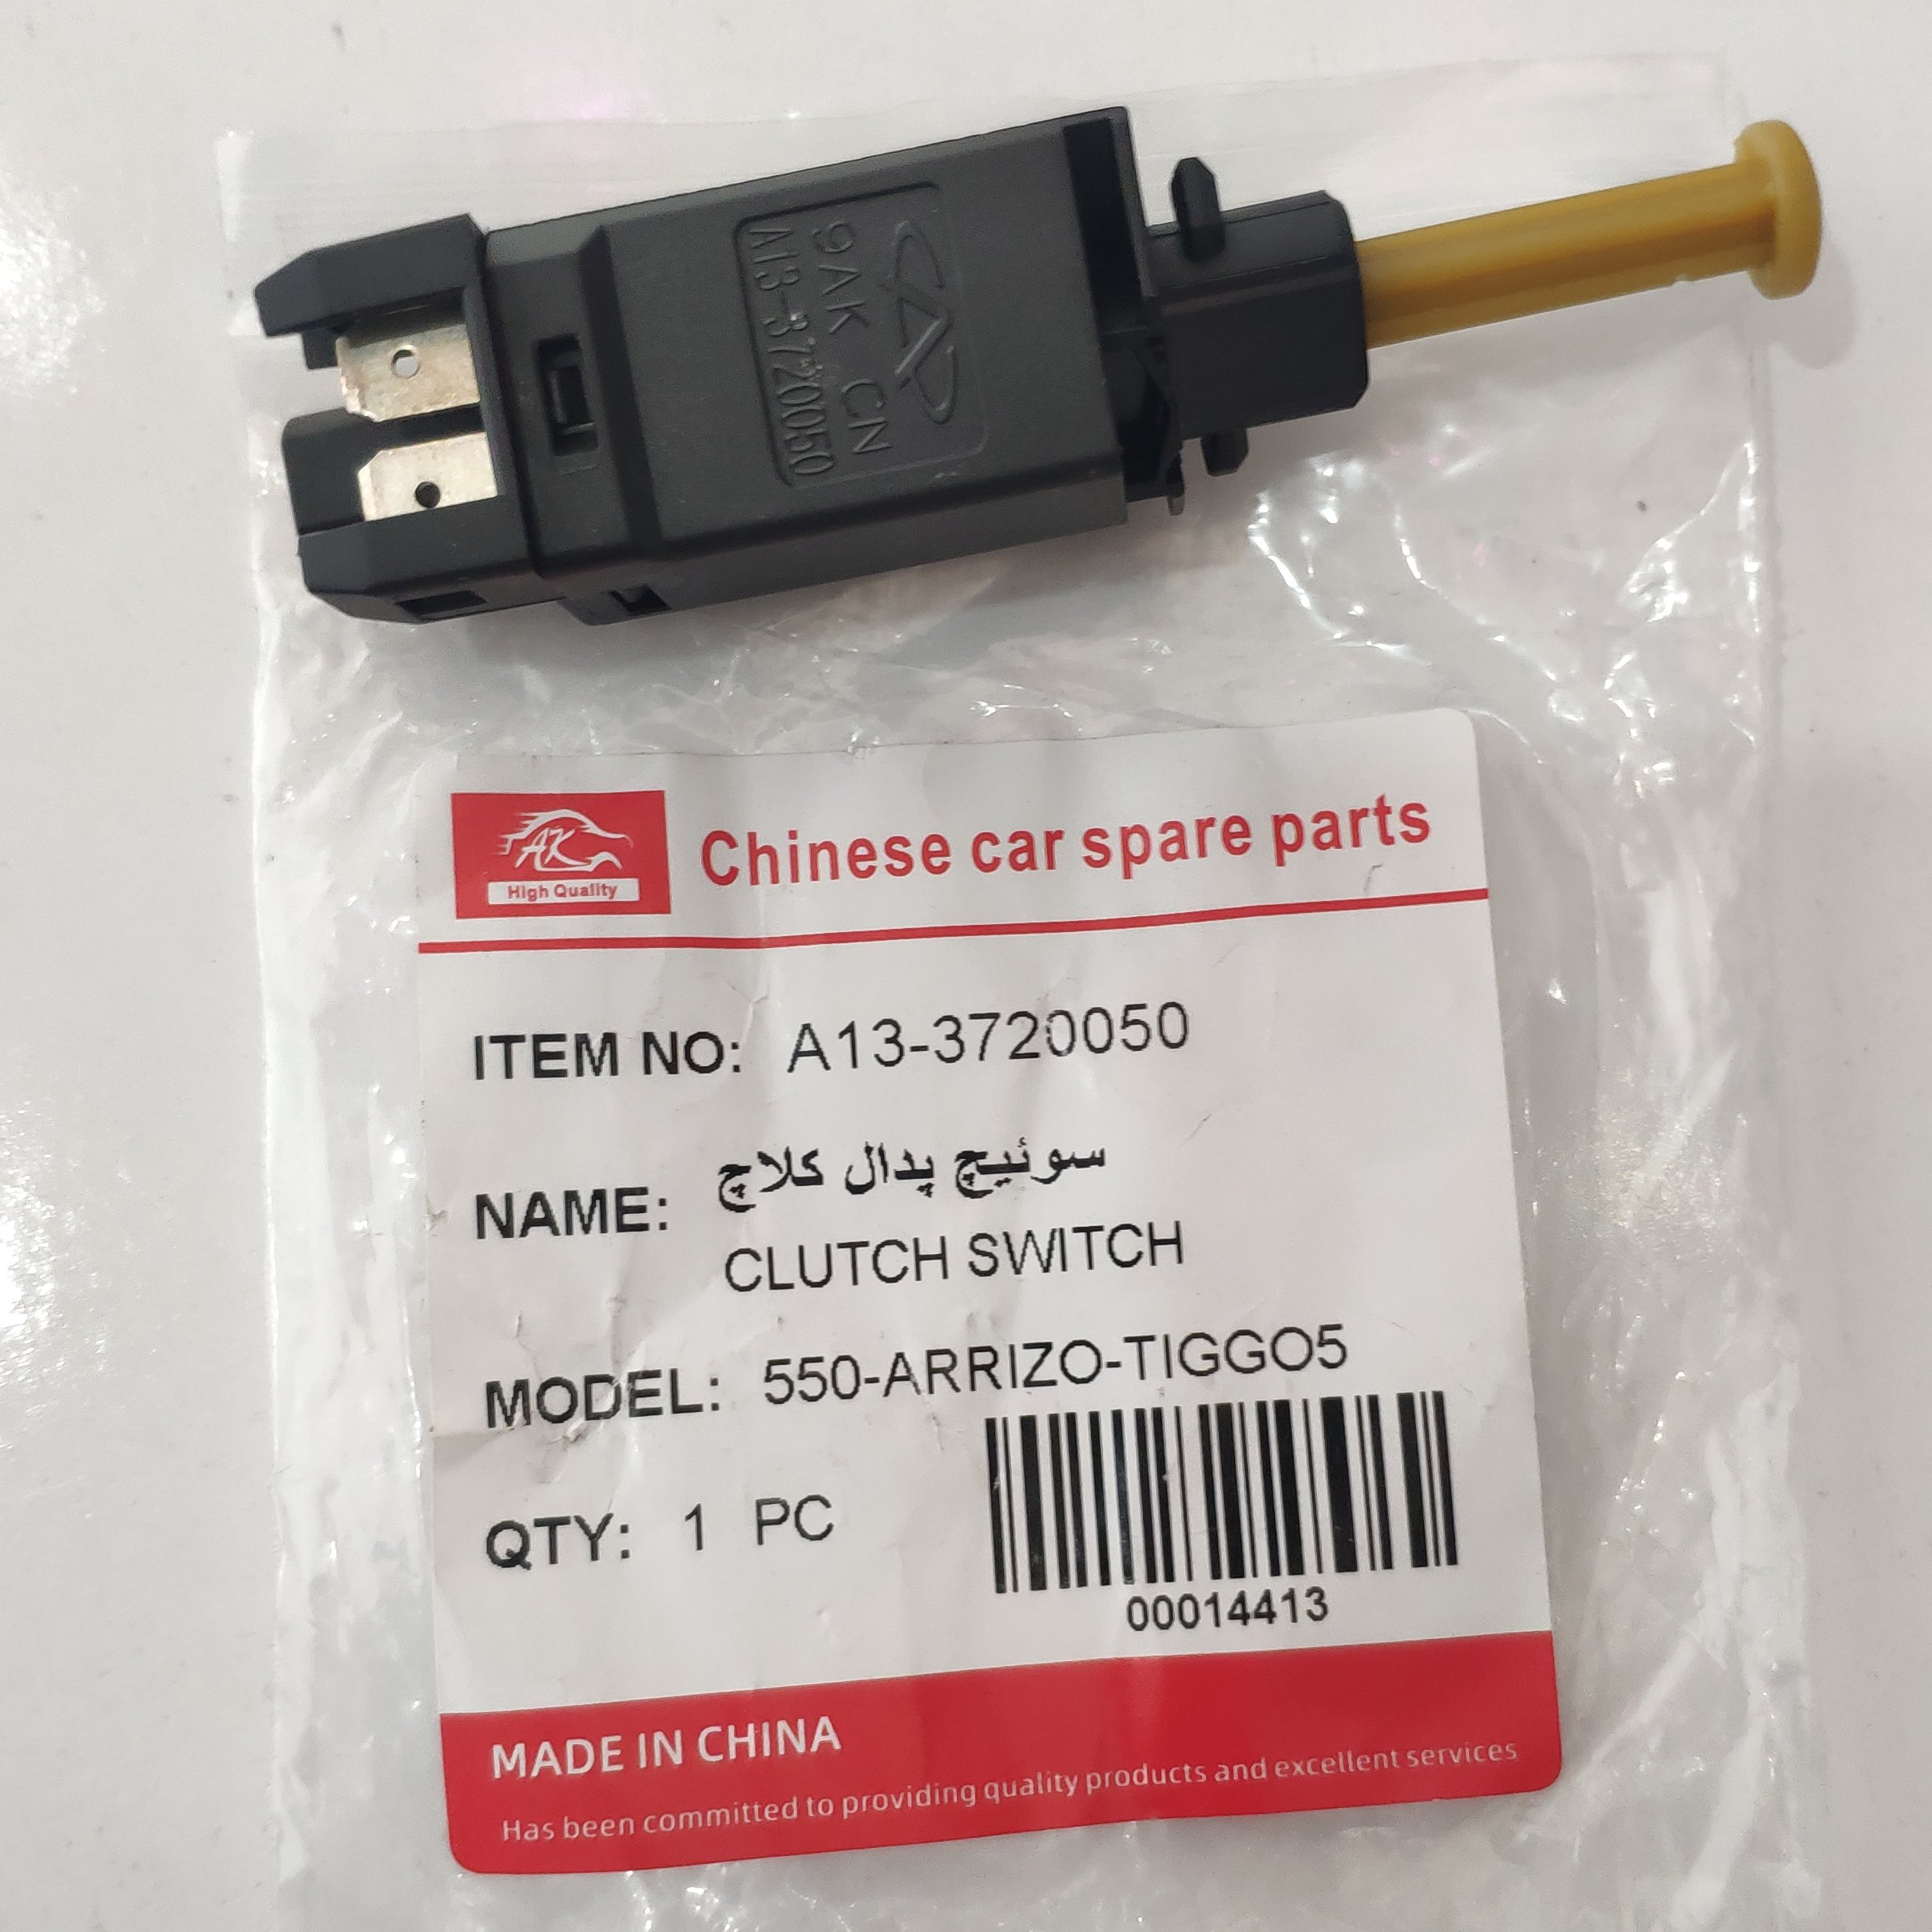 9AK CN
A13-3720050
AK
High Quality
Chinese car spare parts
ITEM NO: A13-3720050
NAME: سوئیچ پدال کلاچ
CLUTCH SWITCH
MODEL: 550-ARRIZO-TIGGO5
QTY: 1 PC
00014413
MADE IN CHINA
Has been committed to providing quality products and excellent services